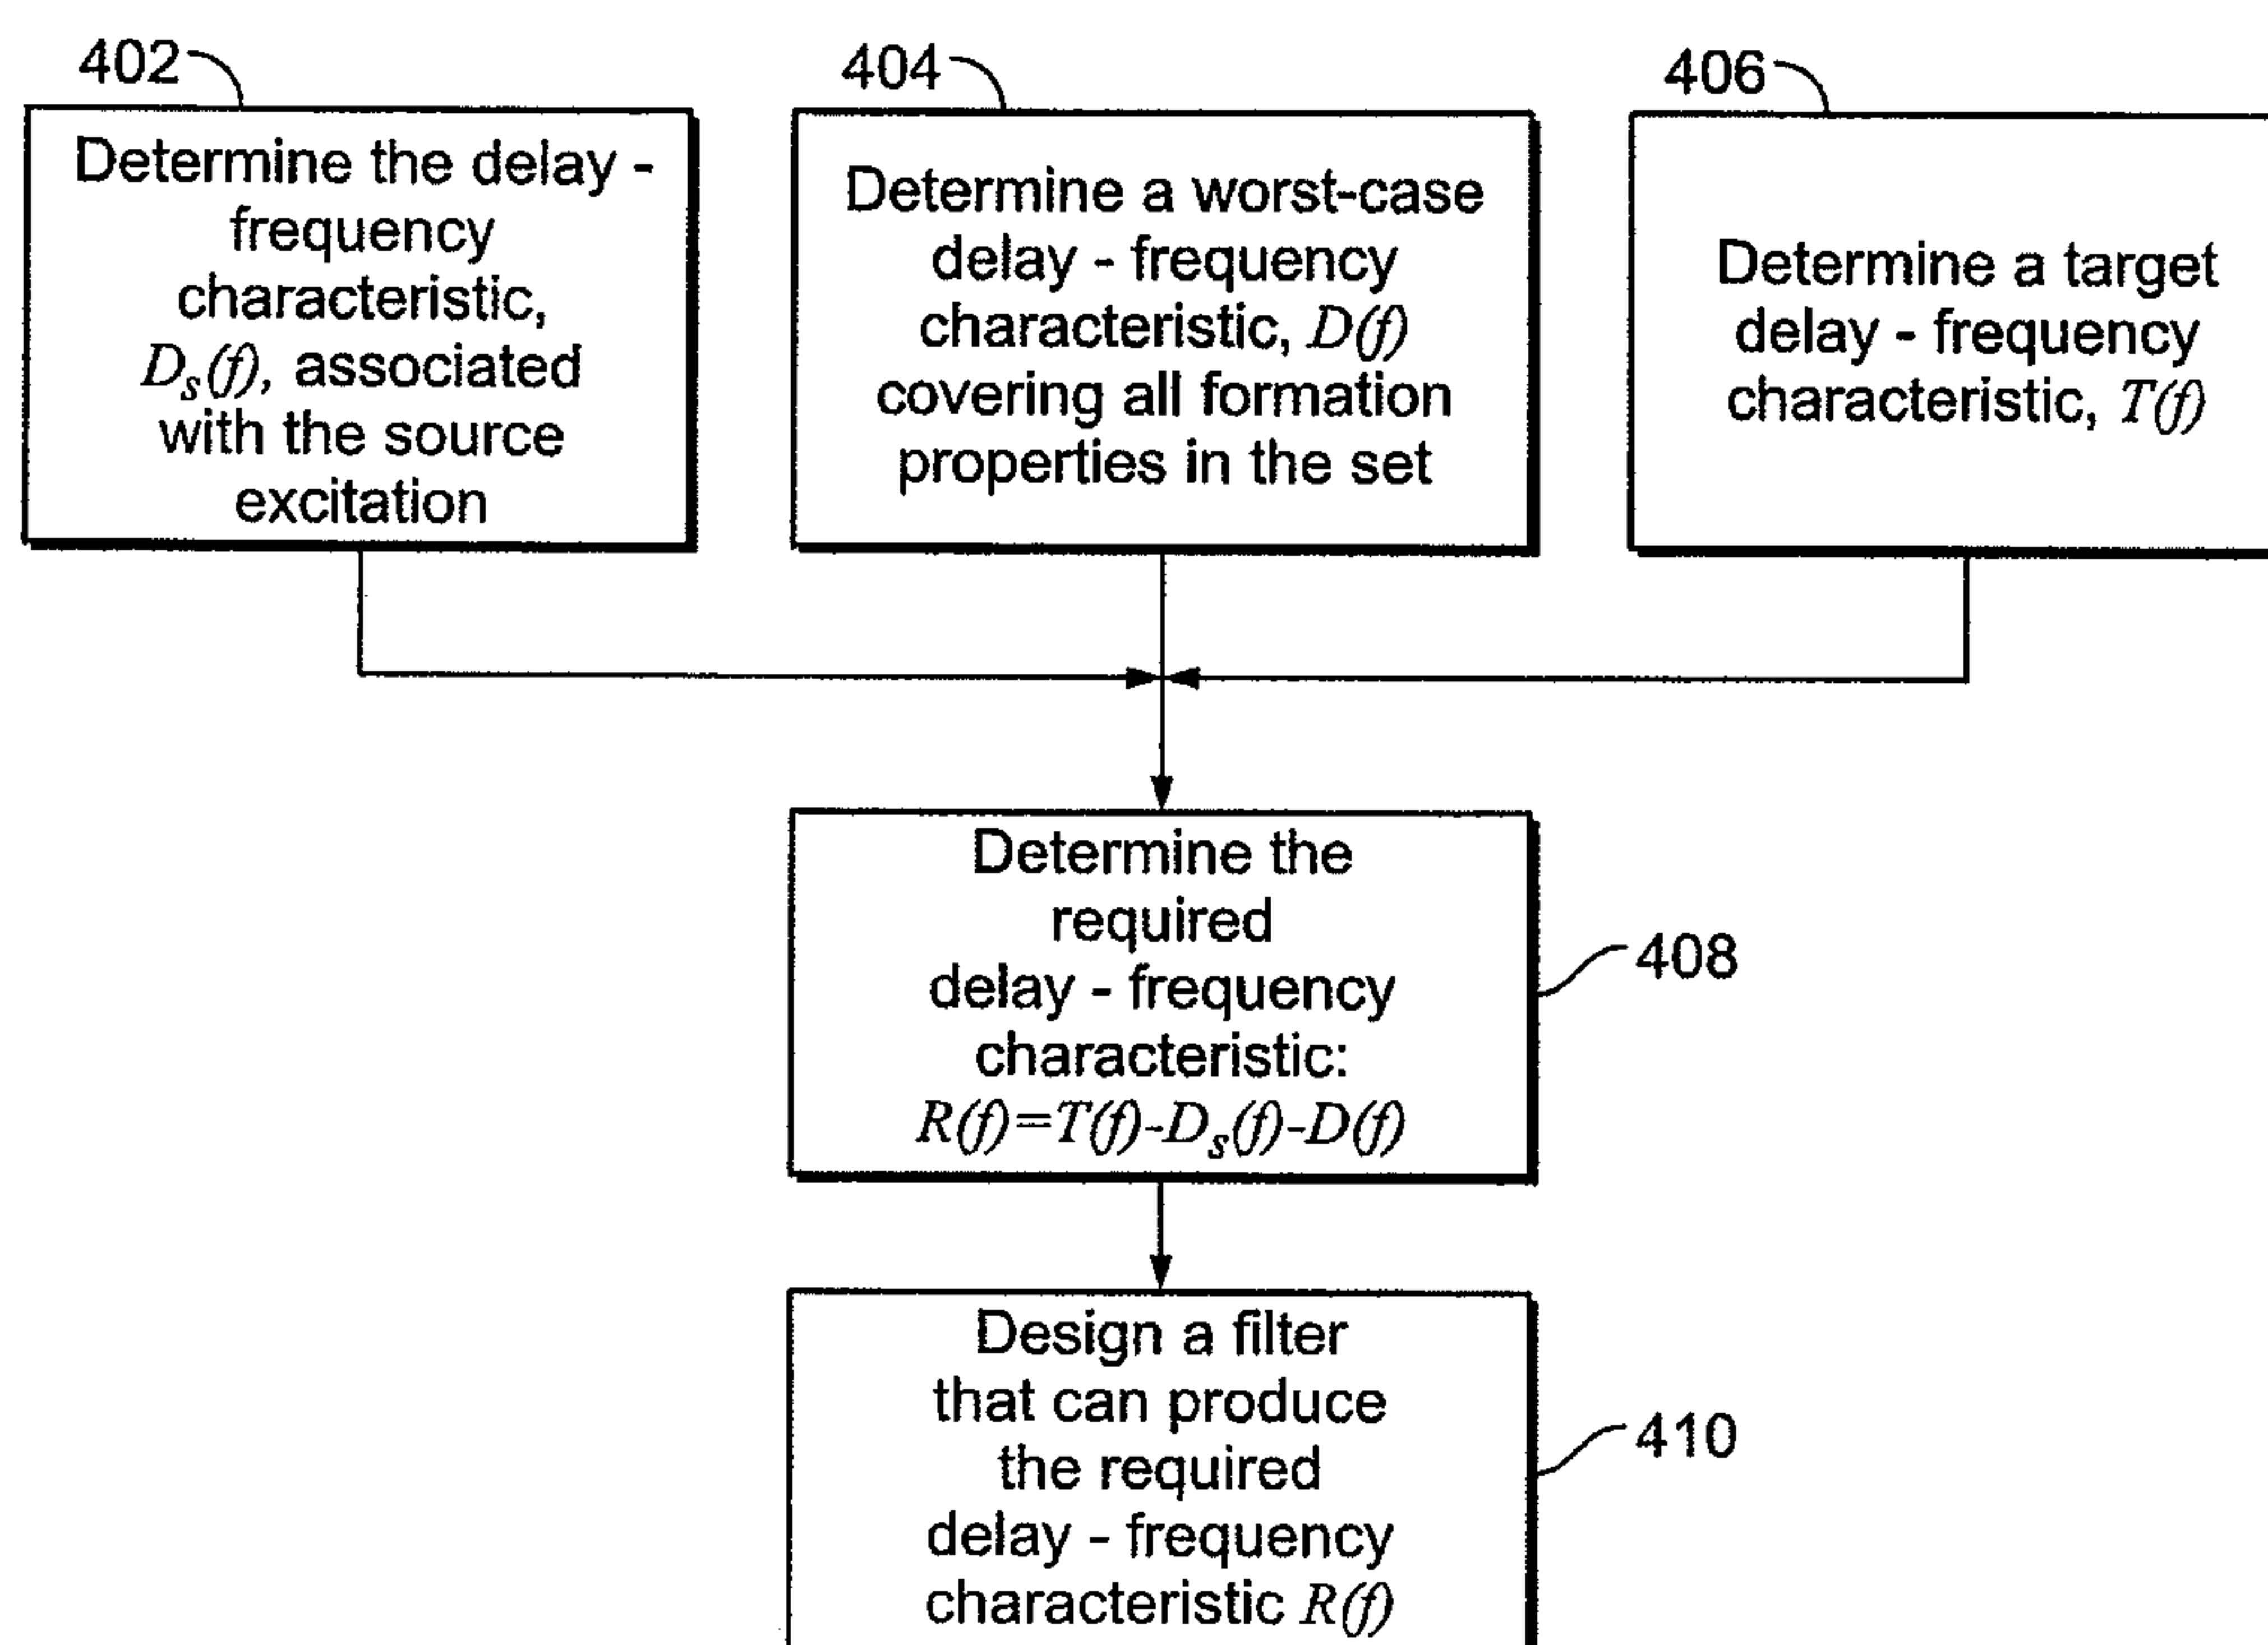 402
Determine the delay -
frequency
characteristic,
Ds(f), associated
with the source
excitation
404
Determine a worst-case
delay - frequency
characteristic, D(f)
covering all formation
properties in the set
406
Determine a target
delay - frequency
characteristic, T(f)
Determine the
required
delay - frequency
characteristic:
R(f)=T(f)-Ds(f)-D(f)
408
Design a filter
that can produce
the required
delay - frequency
characteristic R(f)
410